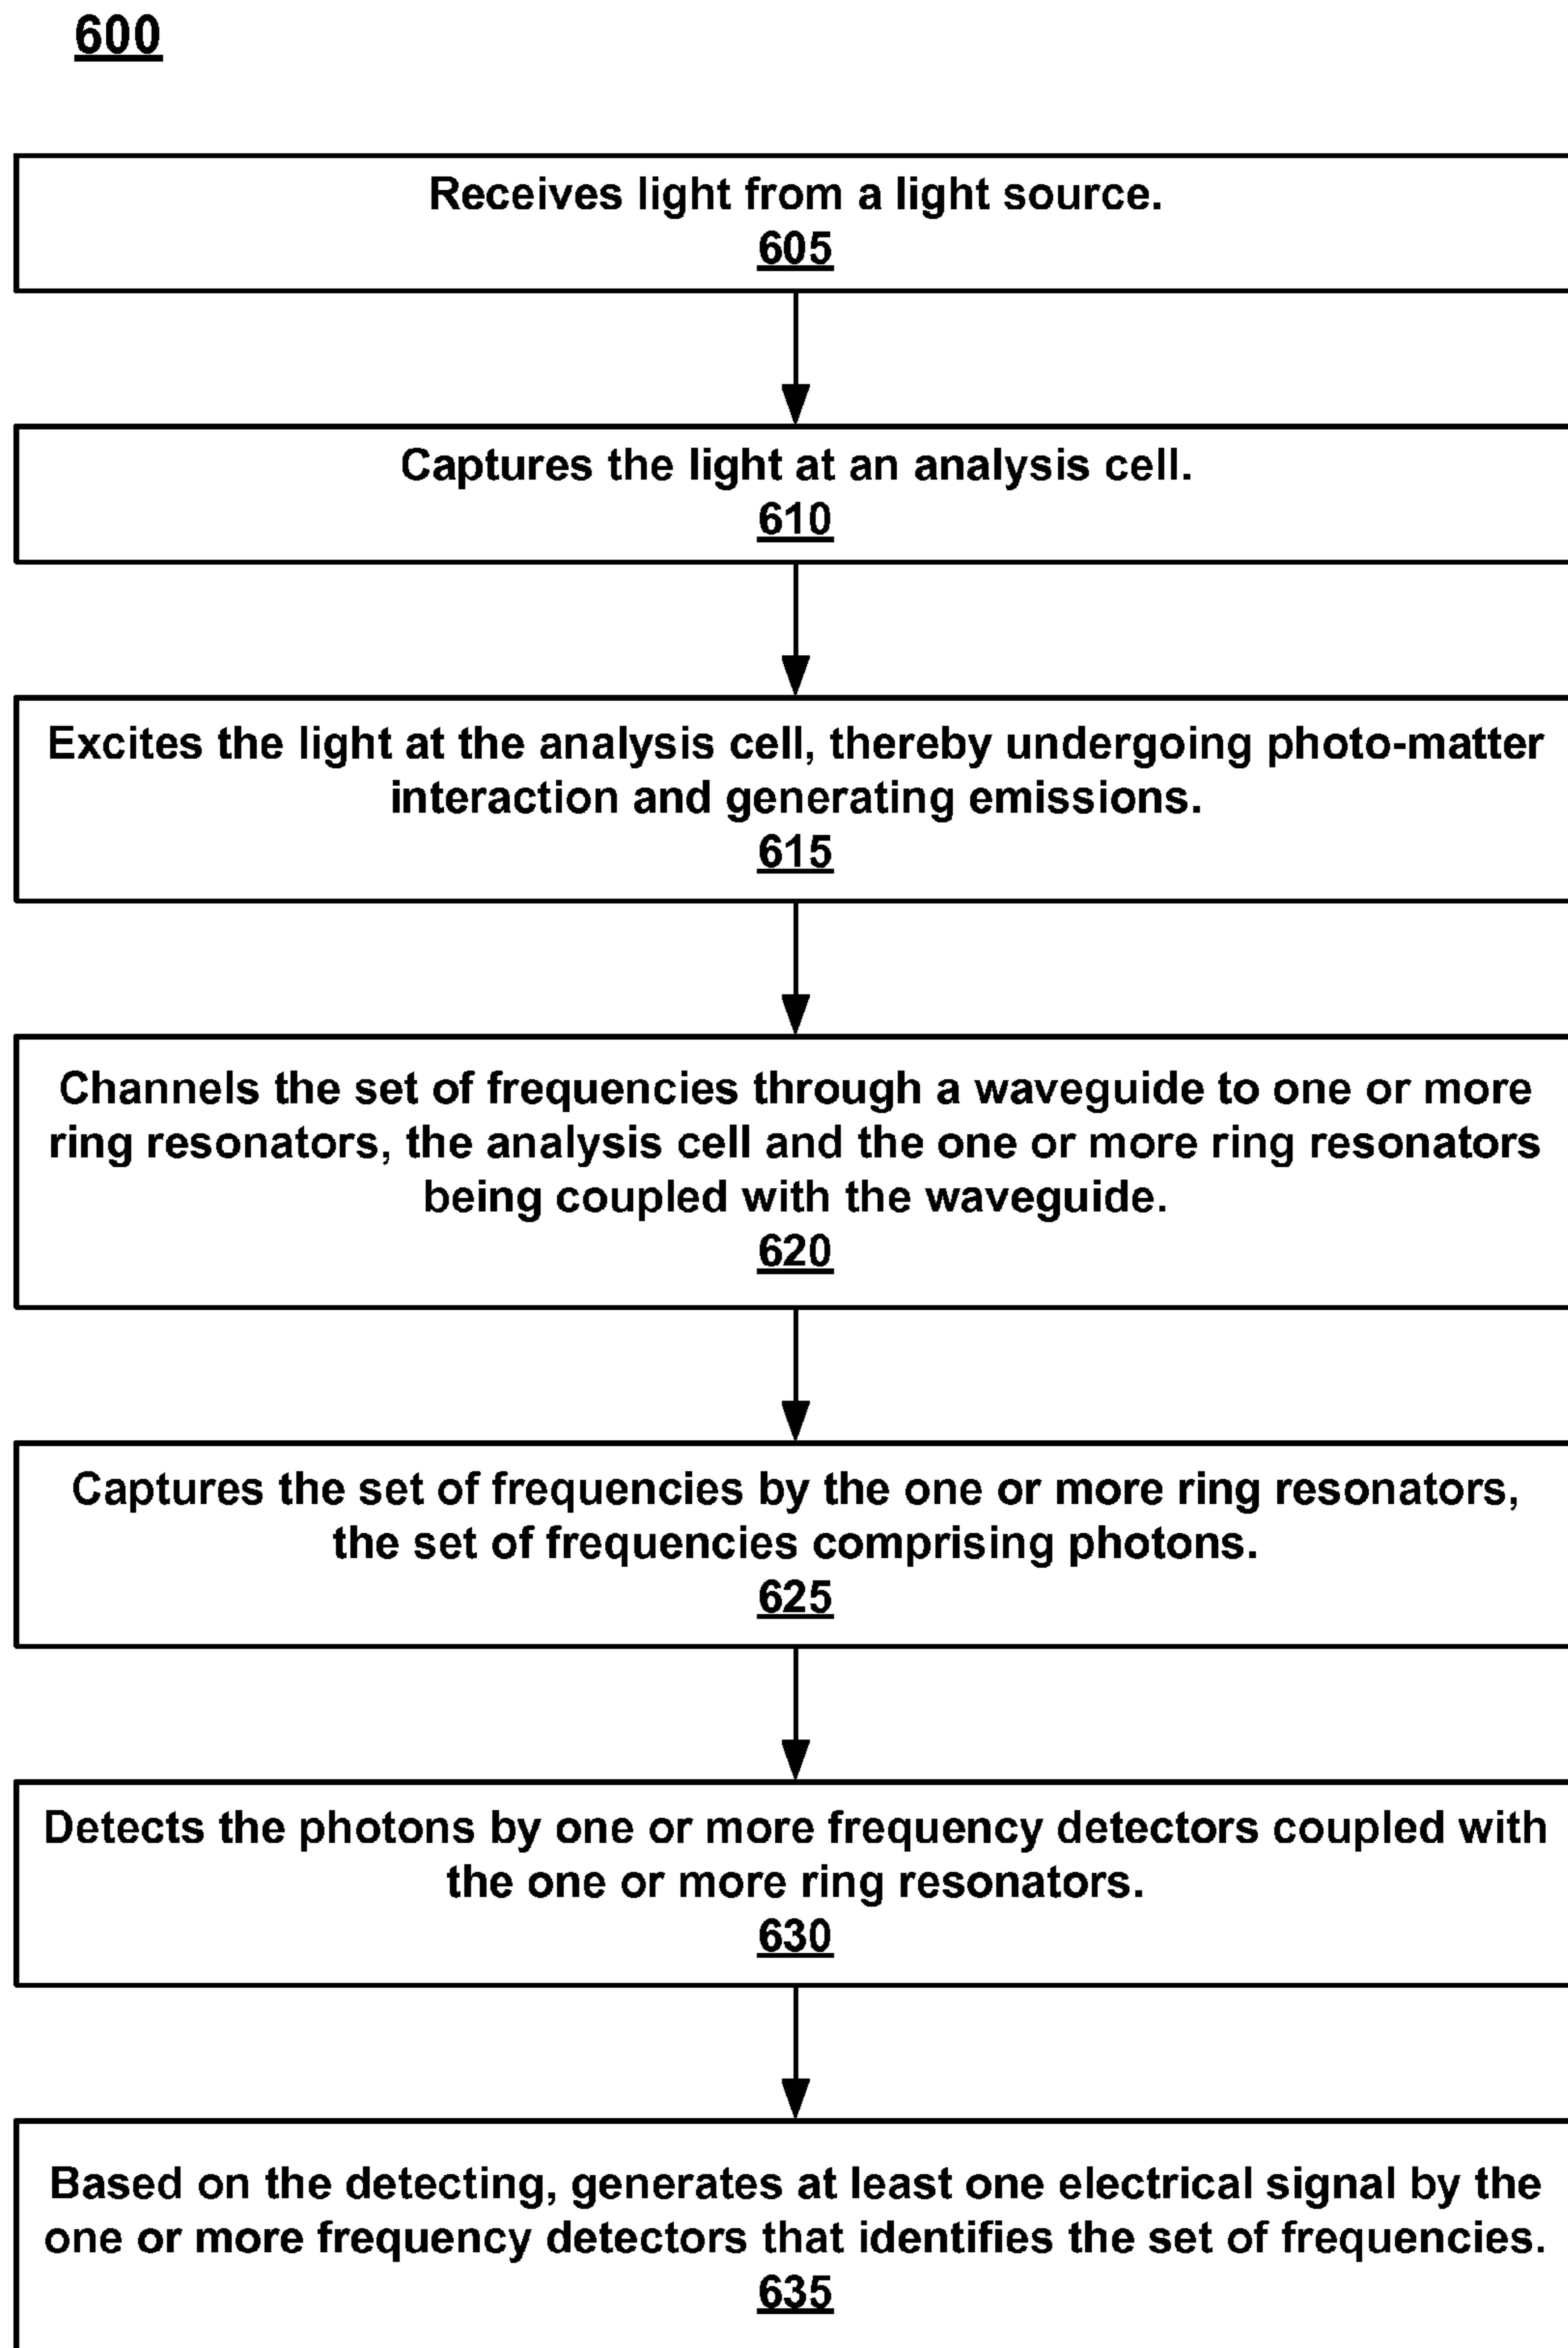 600
Receives light from a light source.
605
Captures the light at an analysis cell.
610
Excites the light at the analysis cell, thereby undergoing photo-matter
interaction and generating emissions.
615
Channels the set of frequencies through a waveguide to one or more
ring resonators, the analysis cell and the one or more ring resonators
being coupled with the waveguide.
620
Captures the set of frequencies by the one or more ring resonators,
the set of frequencies comprising photons.
625
Detects the photons by one or more frequency detectors coupled with
the one or more ring resonators.
630
Based on the detecting, generates at least one electrical signal by the
one or more frequency detectors that identifies the set of frequencies.
635